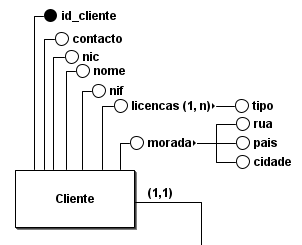 id_cliente
contacto
nic
nome
nif
licencas (1, n) tipo
rua
morada pais
cidade
Cliente (1,1)